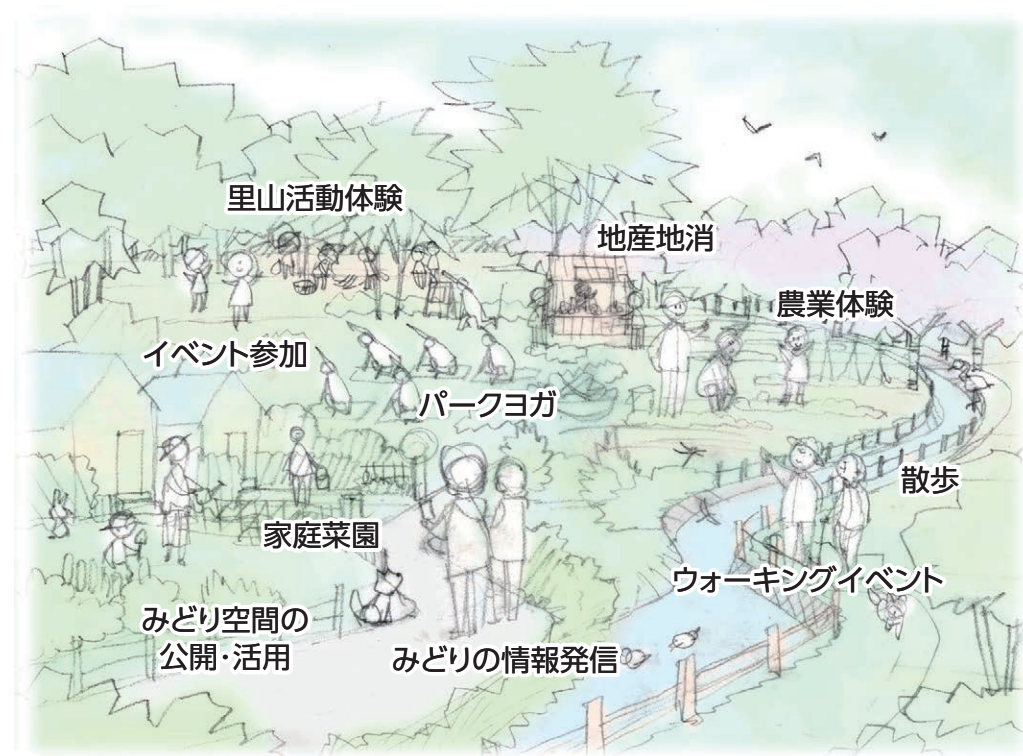 里山活動体験
地産地消
農業体験
イベント参加
パークヨガ
散歩
家庭菜園
ウォーキングイベント
みどり空間の
公開･活用
みどりの情報発信